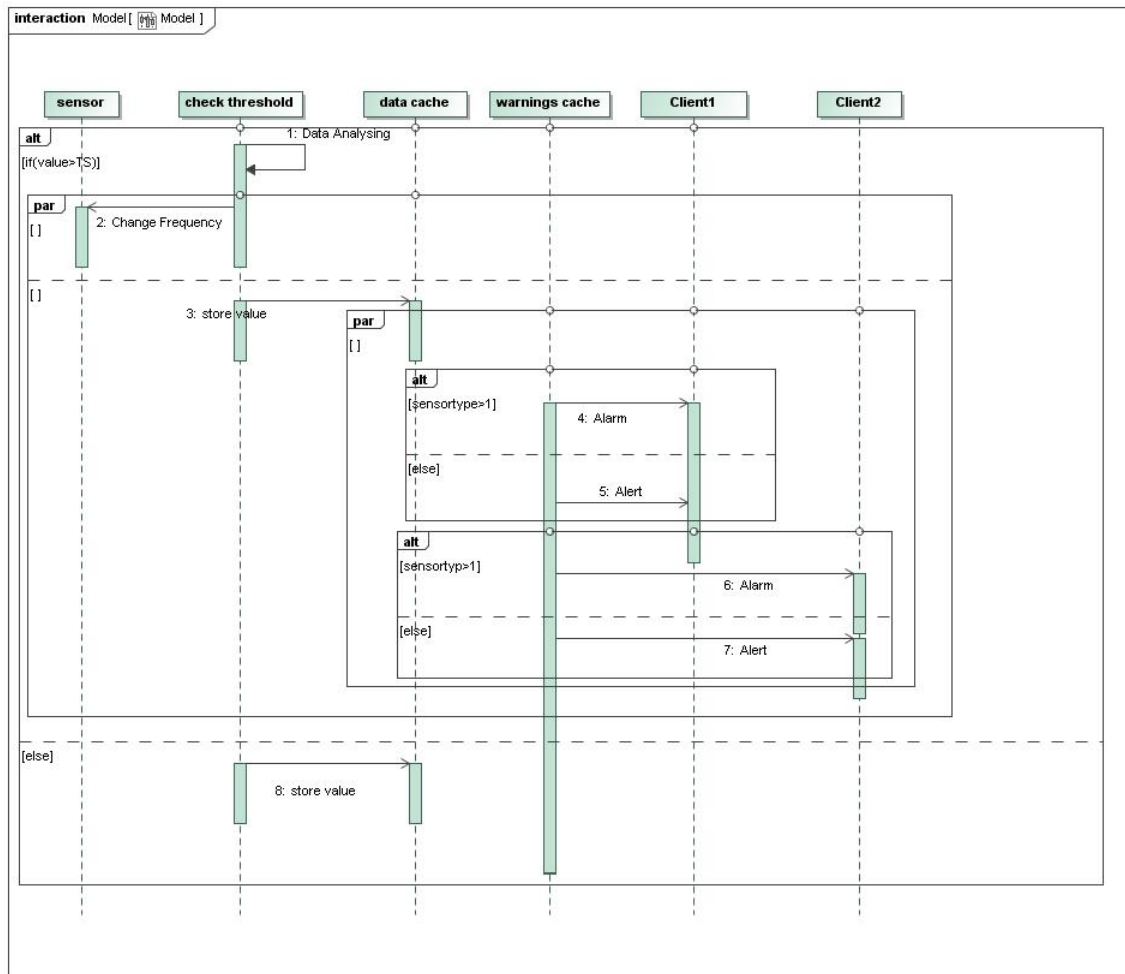 interaction Model[ Model ]
sensor
check threshold
data cache
warnings cache
Client1
Client2
alt
1: Data Analysing
[if(value>TS)]
par
2: Change Frequency
[ ]
[ ]
3: store value
par
[ ]
alt
[sensortype>1]
4: Alarm
[else]
5: Alert
alt
[sensortyp>1]
6: Alarm
[else]
7: Alert
[else]
8: store value